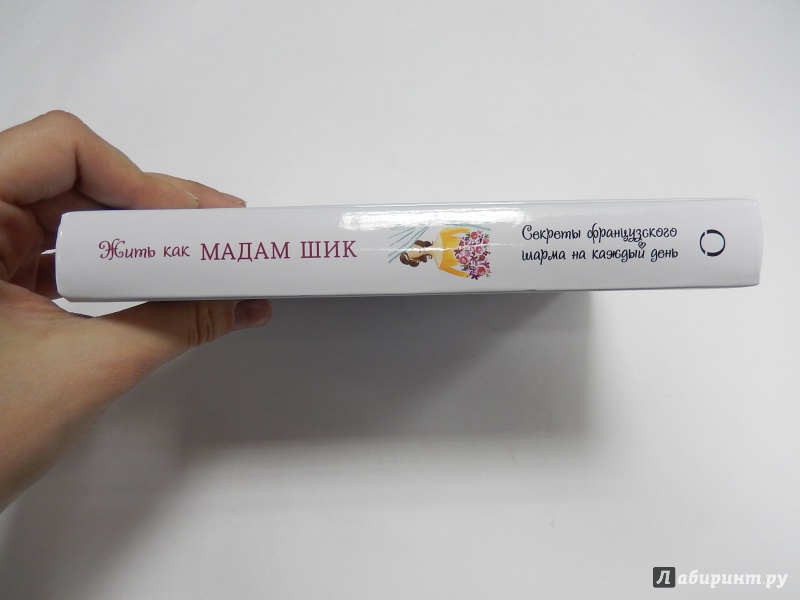 Жить как МАДАМ ШИК
Секреты французского
шарма на каждый день
Лабиринт.ру